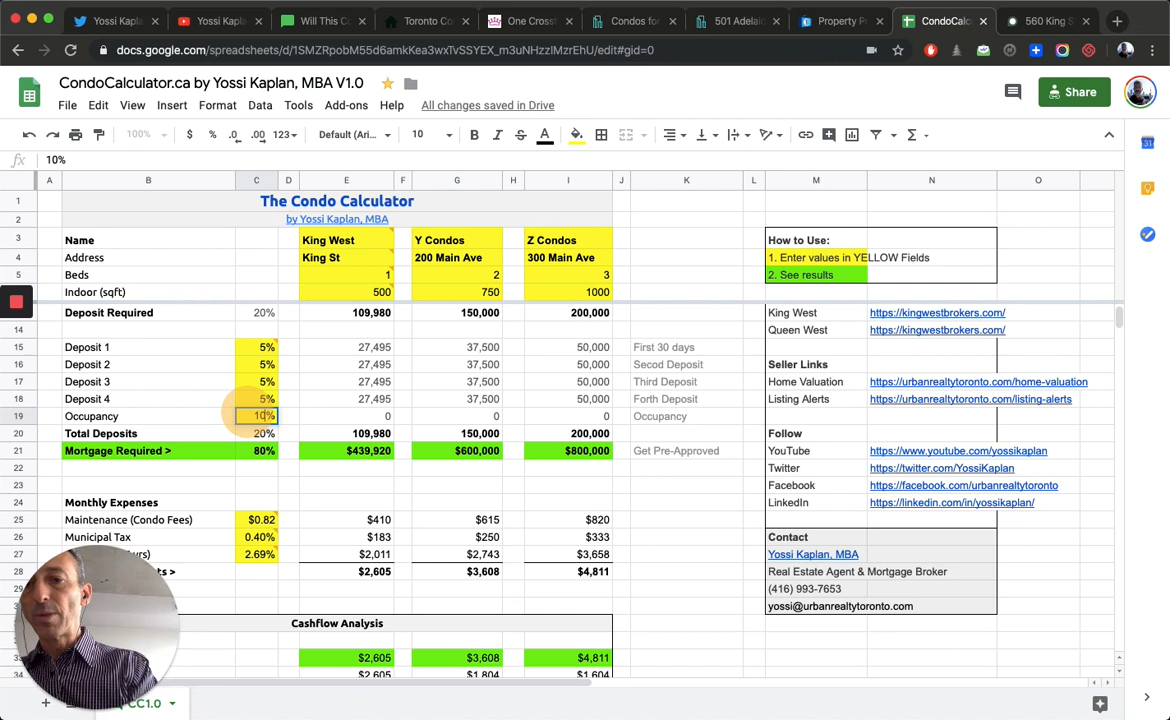 Yossi Kapla
Yossi Kapl
Will This C
Toronto Co
One Crosst
Condos for
501 Adelaic
Property P
CondoCalc
560 King S
docs.google.com/spreadsheets/d/1SMZRpobM55d6amkKea3wxTvSSYEX_m3uNHzzlMzrEhU/edit#gid=0
CondoCalculator.ca by Yossi Kaplan, MBA V1.0
File Edit View Insert Format Data Tools Add-ons Help All changes saved in Drive
Share
100% $ % .0 .00 123 Default (Ari... 10 B I S A
fx 10%
A B C D E F G H I J K L M N O
1 The Condo Calculator
2 by Yossi Kaplan, MBA
3 Name King West Y Condos Z Condos How to Use:
4 Address King St 200 Main Ave 300 Main Ave 1. Enter values in YELLOW Fields
5 Beds 1 2 3 2. See results
Indoor (sqft) 500 750 1000
Deposit Required 20% 109,980 150,000 200,000 King West https://kingwestbrokers.com/
14 Queen West https://kingwestbrokers.com/
15 Deposit 1 5% 27,495 37,500 50,000 First 30 days
16 Deposit 2 5% 27,495 37,500 50,000 Secod Deposit Seller Links
17 Deposit 3 5% 27,495 37,500 50,000 Third Deposit Home Valuation https://urbanrealtytoronto.com/home-valuation
18 Deposit 4 5% 27,495 37,500 50,000 Forth Deposit Listing Alerts https://urbanrealtytoronto.com/listing-alerts
19 Occupancy 10% 0 0 0 Occupancy
20 Total Deposits 20% 109,980 150,000 200,000 Follow
21 Mortgage Required > 80% $439,920 $600,000 $800,000 Get Pre-Approved YouTube https://www.youtube.com/yossikaplan
22 Twitter https://twitter.com/YossiKaplan
23 Facebook https://facebook.com/urbanrealtytoronto
24 Monthly Expenses LinkedIn https://linkedin.com/in/yossikaplan/
25 Maintenance (Condo Fees) $0.82 $410 $615 $820
26 Municipal Tax 0.40% $183 $250 $333 Contact
27 yrs) 2.69% $2,011 $2,743 $3,658 Yossi Kaplan, MBA
28 s > $2,605 $3,608 $4,811 Real Estate Agent & Mortgage Broker
29 (416) 993-7653
yossi@urbanrealtytoronto.com
Cashflow Analysis
33 $2,605 $3,608 $4,811
34 $2,605 $1,804 $1,604
CC1.0
31